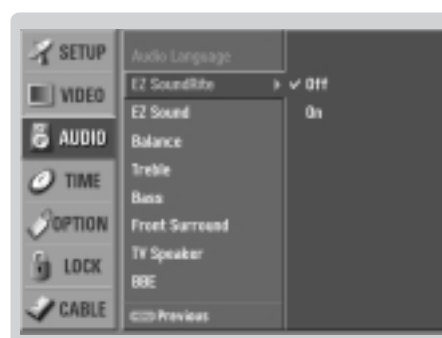 SETUP
VIDEO
AUDIO
TIME
OPTION
LOCK
CABLE
Audio Language
EZ SoundRite
EZ Sound
Balance
Treble
Bass
Front Surround
TV Speaker
BBE
Previous
Off
On